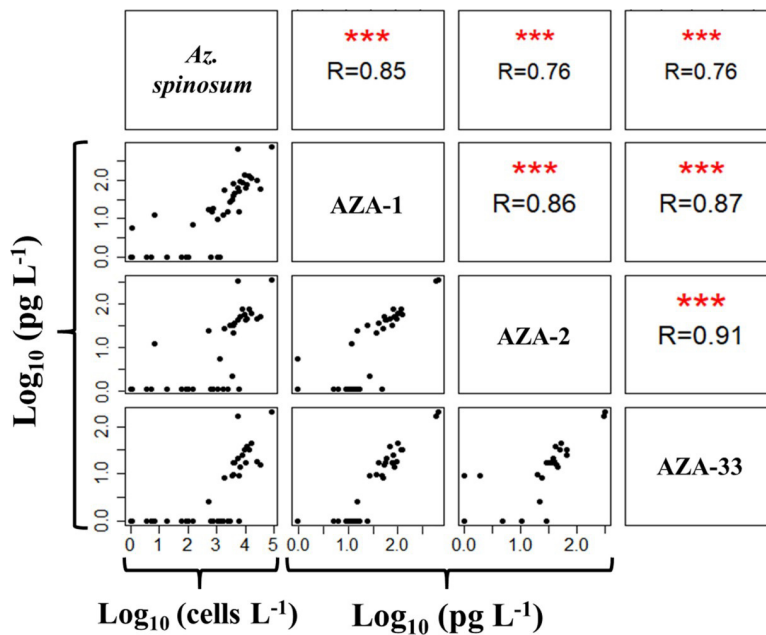 Az. spinosum
***
R=0.85
***
R=0.76
***
R=0.76
AZA-1
***
R=0.86
***
R=0.87
AZA-2
***
R=0.91
AZA-33
Log10 (pg L-1)
0.0 1.0 2.0
0.0 1.0 2.0
0.0 1.0 2.0
0 1 2 3 4 5
1.0 2.0
0.0 1.0 2.0
Log10 (cells L-1)
Log10 (pg L-1)